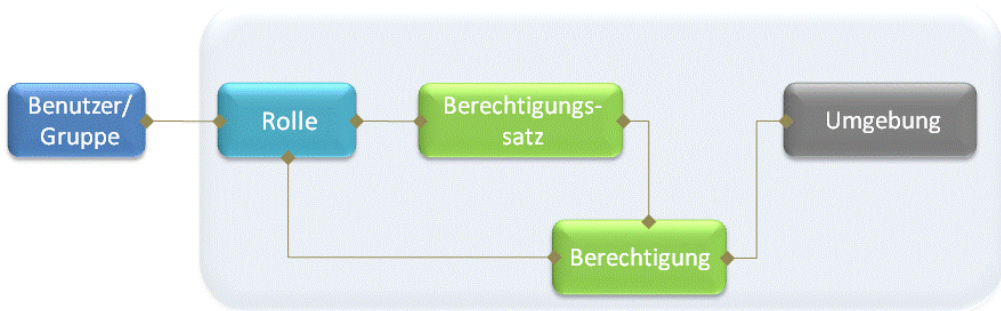 Benutzer/
Gruppe
Rolle
Berechtigungs-
satz
Umgebung
Berechtigung